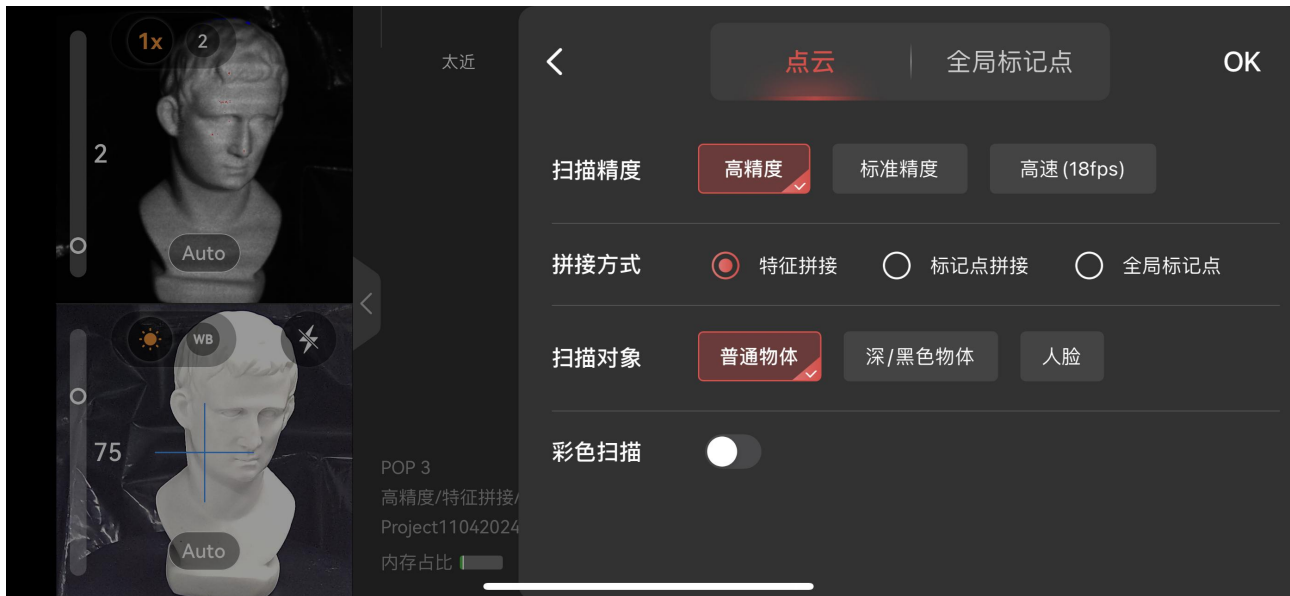 1x 2
太近
2
Auto
WB
75
Auto
POP 3
高精度/特征拼接/
Project11042024
内存占比
点云 全局标记点 OK
扫描精度 高精度 标准精度 高速(18fps)
拼接方式 特征拼接 标记点拼接 全局标记点
扫描对象 普通物体 深/黑色物体 人脸
彩色扫描